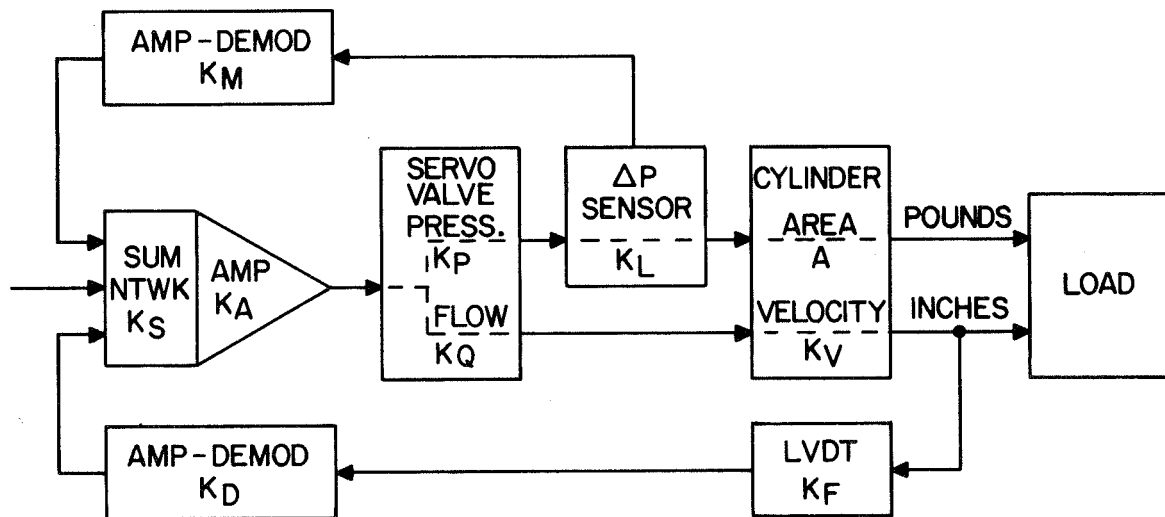 AMP-DEMOD
KM
SERVO
VALVE
PRESS.
KP
FLOW
KQ
ΔP
SENSOR
KL
CYLINDER
AREA
A
VELOCITY
KV
POUNDS
INCHES
LOAD
SUM
NTWK
KS
AMP
KA
AMP-DEMOD
KD
LVDT
KF